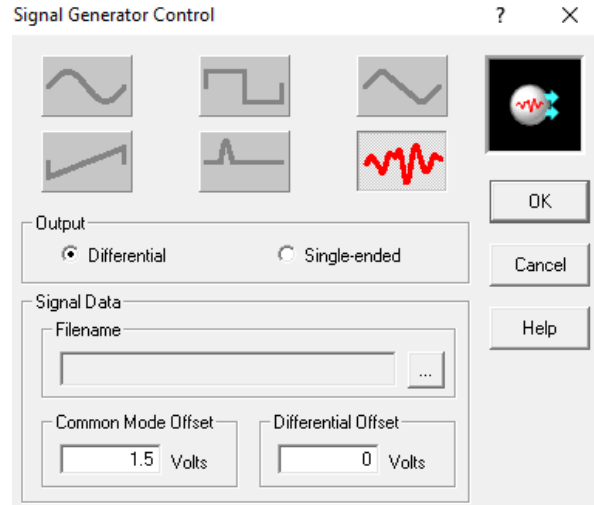 Signal Generator Control ? ×
OK
Output
Differential Single-ended
Cancel
Signal Data
Filename
...
Help
Common Mode Offset Differential Offset
1.5 Volts 0 Volts